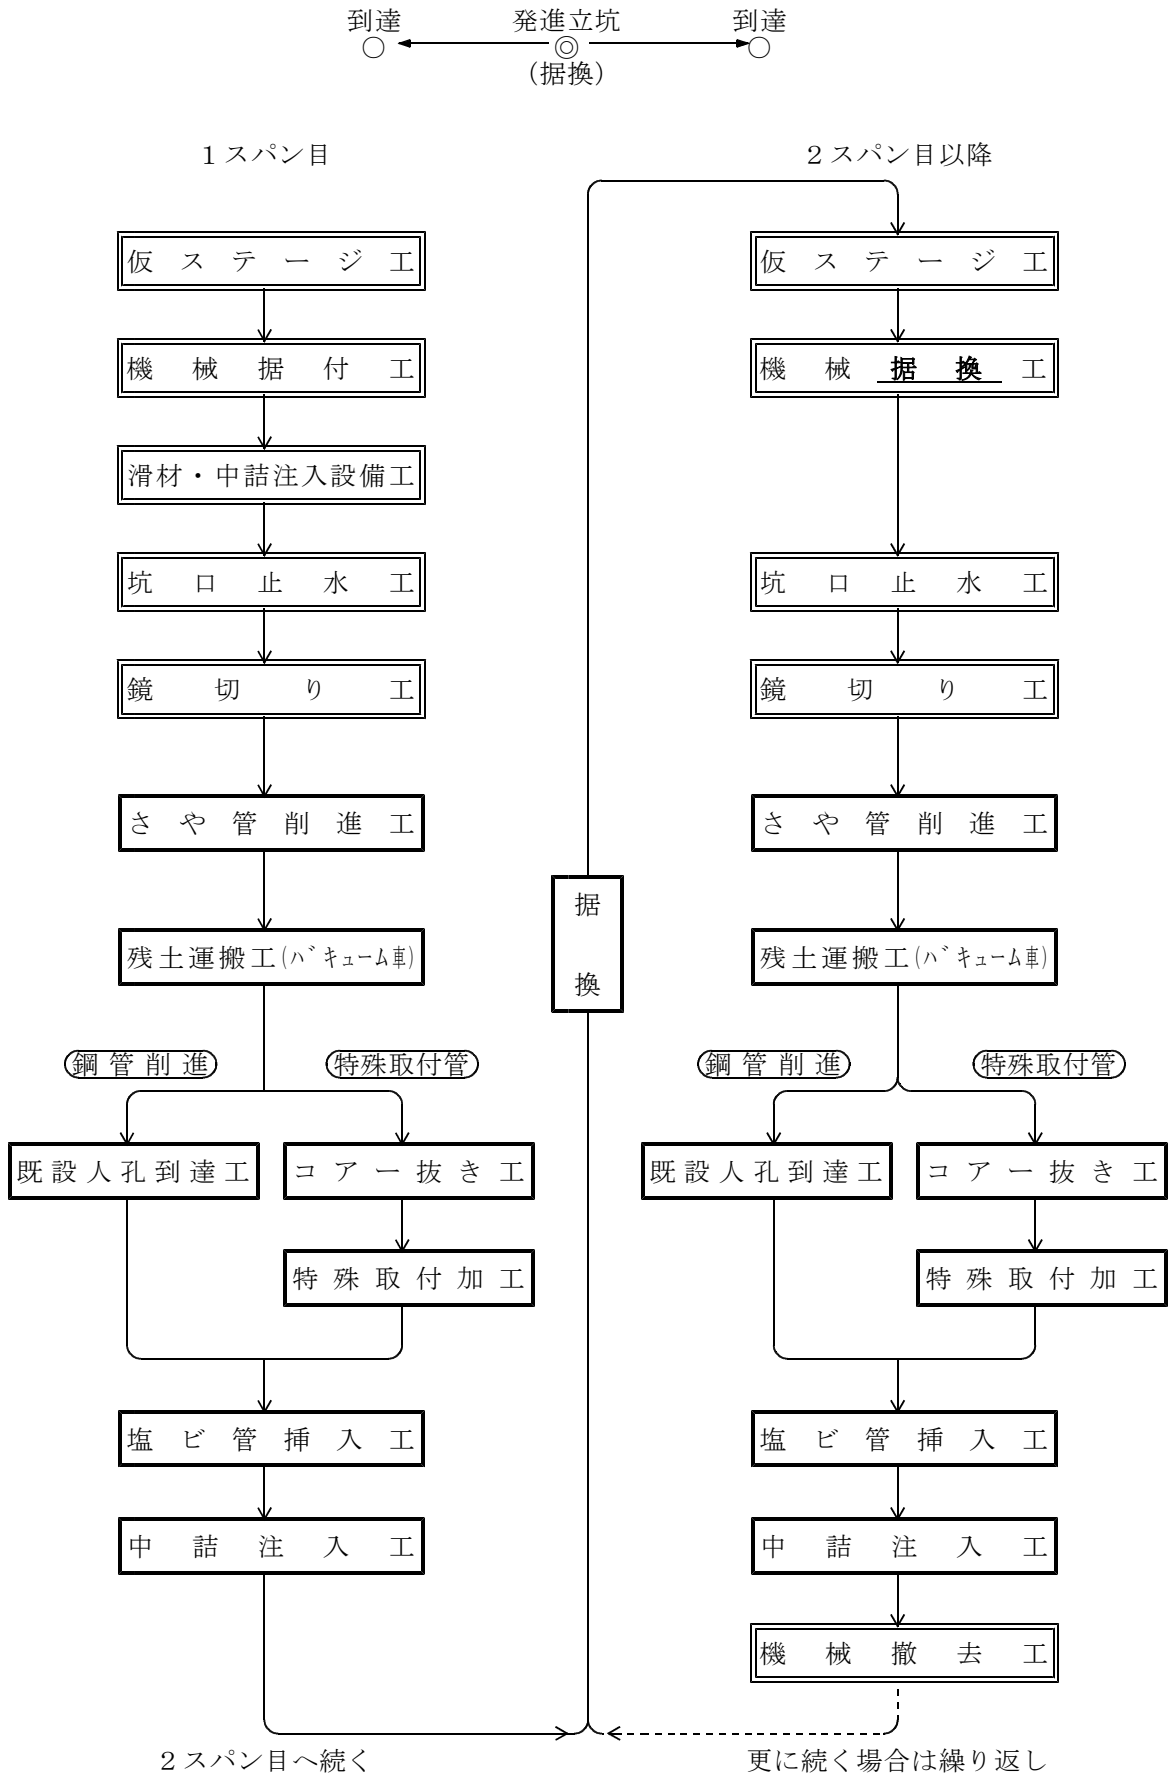 到達 発進立坑 到達
○ ◎ ○
(据換)
1スパン目
仮ステージ工
機械据付工
滑材・中詰注入設備工
坑口止水工
鏡切り工
さや管削進工
残土運搬工(バキューム車)
鋼管削進 特殊取付管
既設人孔到達工 コアー抜き工
特殊取付加工
塩ビ管挿入工
中詰注入工
2スパン目へ続く
据換
2スパン目以降
仮ステージ工
機械据換工
坑口止水工
鏡切り工
さや管削進工
残土運搬工(バキューム車)
鋼管削進 特殊取付管
既設人孔到達工 コアー抜き工
特殊取付加工
塩ビ管挿入工
中詰注入工
機械撤去工
更に続く場合は繰り返し